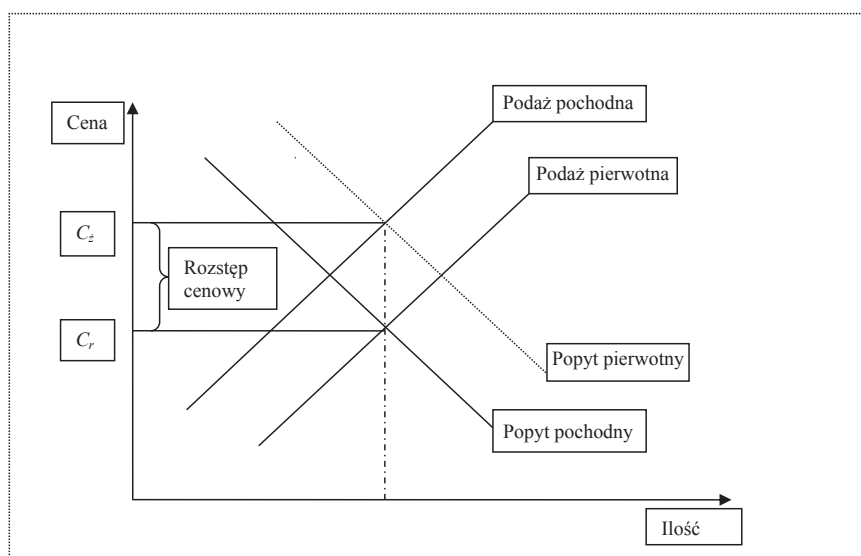 Podaż pochodna
Cena
Podaż pierwotna
Cż
Rozstęp
cenowy
Cr
Popyt pierwotny
Popyt pochodny
Ilość